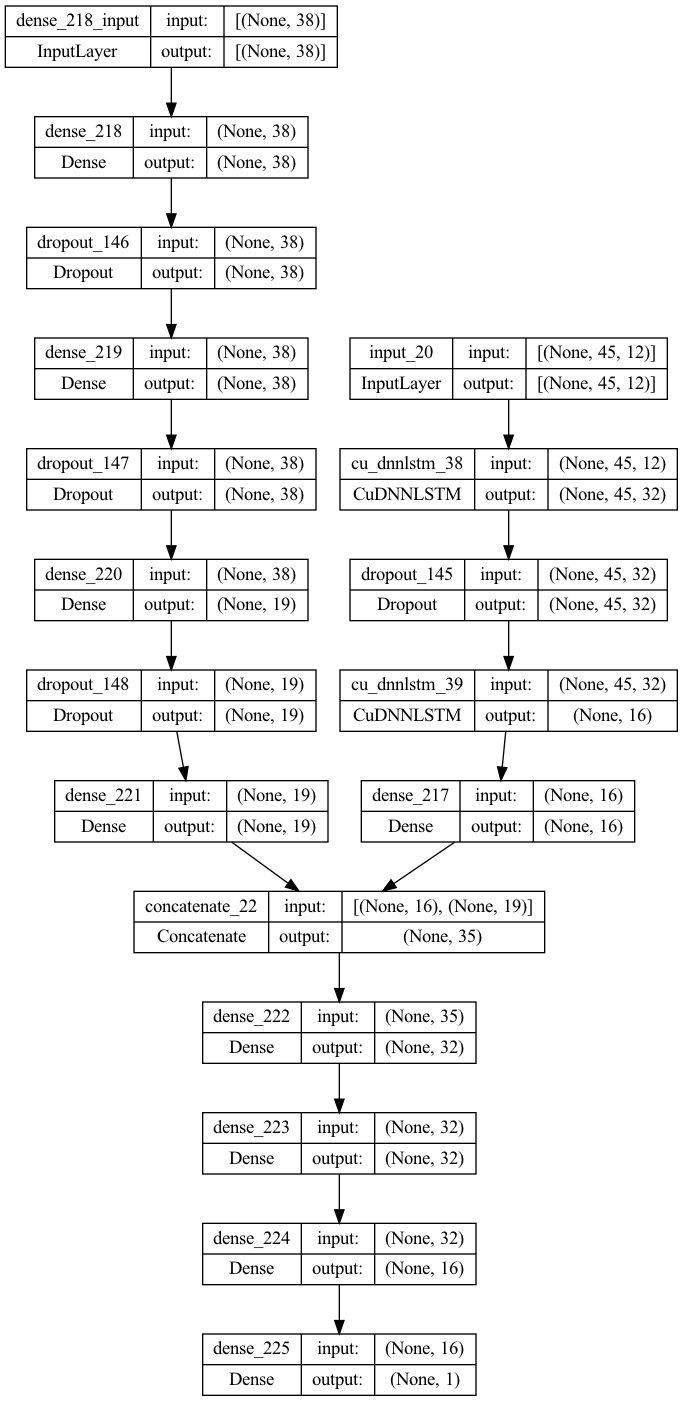 dense_218_input input: [(None, 38)]
InputLayer output: [(None, 38)]
dense_218 input: (None, 38)
Dense output: (None, 38)
dropout_146 input: (None, 38)
Dropout output: (None, 38)
dense_219 input: (None, 38)
Dense output: (None, 38)
input_20 input: [(None, 45, 12)]
InputLayer output: [(None, 45, 12)]
dropout_147 input: (None, 38)
Dropout output: (None, 38)
cu_dnnlstm_38 input: (None, 45, 12)
CuDNNLSTM output: (None, 45, 32)
dense_220 input: (None, 38)
Dense output: (None, 19)
dropout_145 input: (None, 45, 32)
Dropout output: (None, 45, 32)
dropout_148 input: (None, 19)
Dropout output: (None, 19)
cu_dnnlstm_39 input: (None, 45, 32)
CuDNNLSTM output: (None, 16)
dense_221 input: (None, 19)
Dense output: (None, 19)
dense_217 input: (None, 16)
Dense output: (None, 16)
concatenate_22 input: [(None, 16), (None, 19)]
Concatenate output: (None, 35)
dense_222 input: (None, 35)
Dense output: (None, 32)
dense_223 input: (None, 32)
Dense output: (None, 32)
dense_224 input: (None, 32)
Dense output: (None, 16)
dense_225 input: (None, 16)
Dense output: (None, 1)